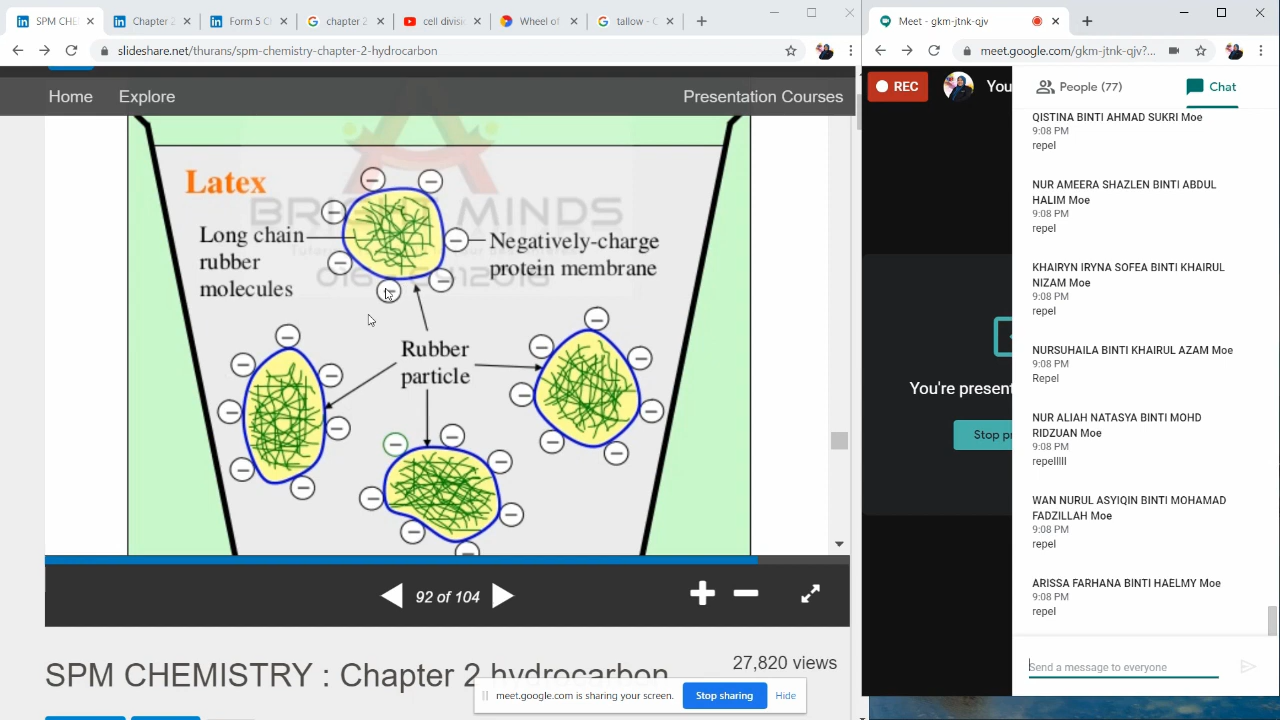 SPM CHEM
Chapter 2
Form 5 C
chapter 2
cell divisi
Wheel of
tallow - G
slideshare.net/thurans/spm-chemistry-chapter-2-hydrocarbon
Home
Explore
Presentation Courses
Latex
Long chain
rubber
molecules
Negatively-charge
protein membrane
Rubber
particle
92 of 104
SPM CHEMISTRY : Chapter 2 hydrocarbon
27,820 views
meet.google.com is sharing your screen.
Stop sharing
Hide
Meet - gkm-jtnk-qjv
meet.google.com/gkm-jtnk-qjv?...
REC
You
People (77)
Chat
You're present
Stop pr
QISTINA BINTI AHMAD SUKRI Moe
9:08 PM
repel
NUR AMEERA SHAZLEN BINTI ABDUL
HALIM Moe
9:08 PM
repel
KHAIRYN IRYNA SOFEA BINTI KHAIRUL
NIZAM Moe
9:08 PM
repel
NURSUHAILA BINTI KHAIRUL AZAM Moe
9:08 PM
Repel
NUR ALIAH NATASYA BINTI MOHD
RIDZUAN Moe
9:08 PM
repelllll
WAN NURUL ASYIQIN BINTI MOHAMAD
FADZILLAH Moe
9:08 PM
repel
ARISSA FARHANA BINTI HAELMY Moe
9:08 PM
repel
Send a message to everyone